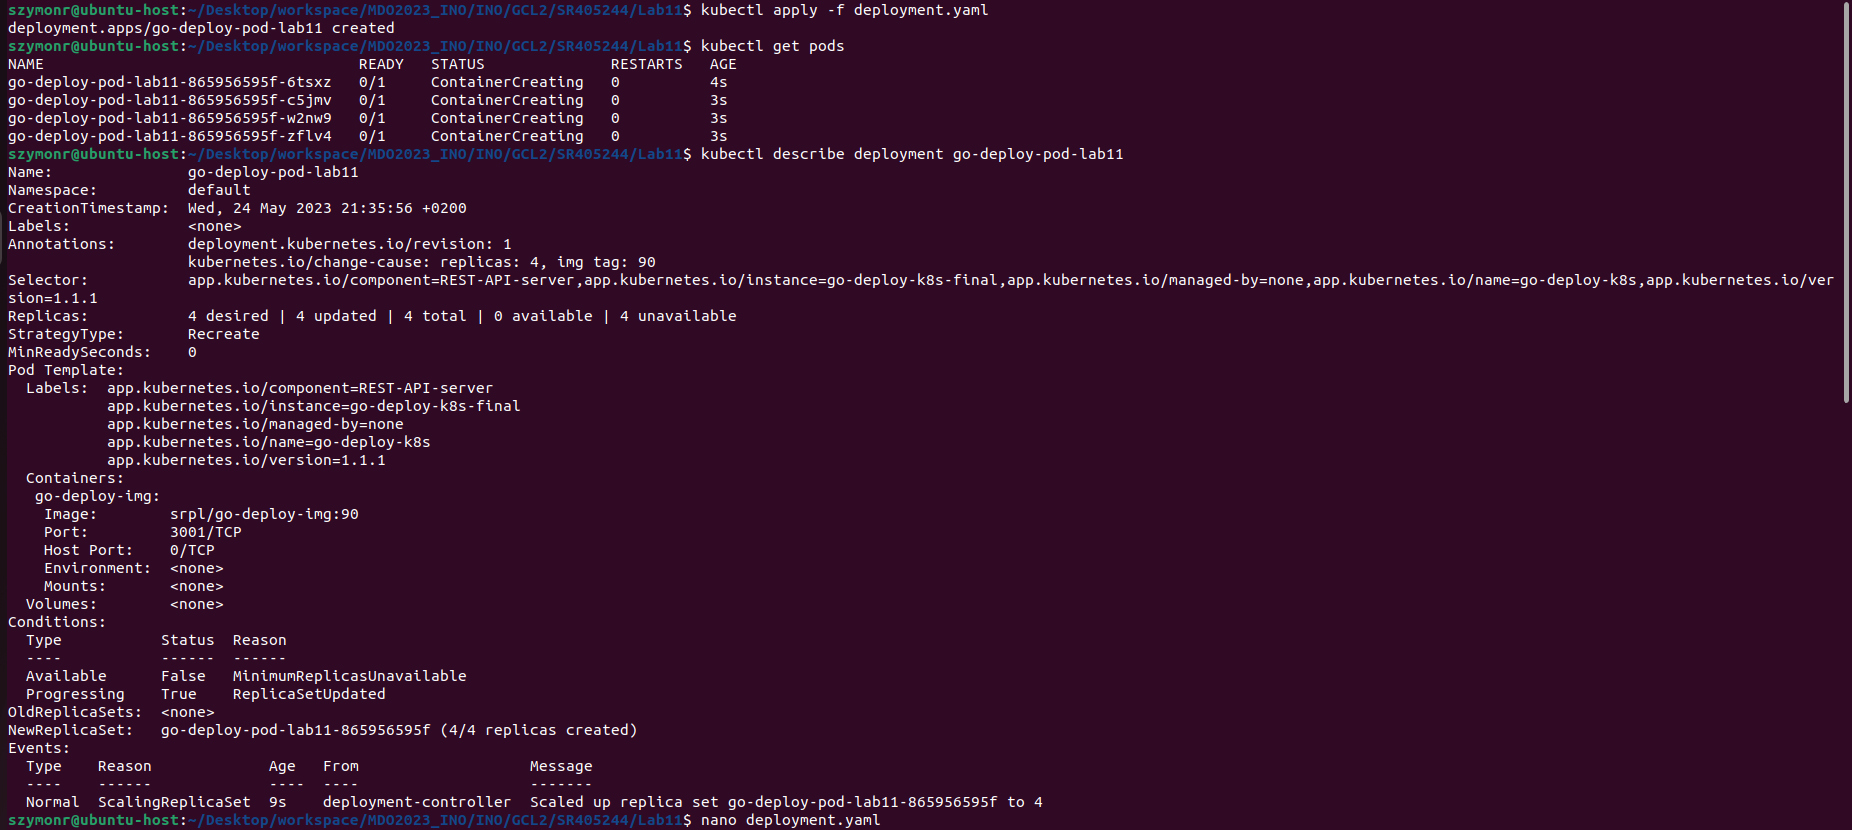 szymonr@ubuntu-host:~/Desktop/workspace/MDO2023_INO/INO/GCL2/SR405244/Lab11$ kubectl apply -f deployment.yaml
deployment.apps/go-deploy-pod-lab11 created
szymonr@ubuntu-host:~/Desktop/workspace/MDO2023_INO/INO/GCL2/SR405244/Lab11$ kubectl get pods
NAME                                   READY   STATUS              RESTARTS   AGE
go-deploy-pod-lab11-865956595f-6tsxz   0/1     ContainerCreating   0          4s
go-deploy-pod-lab11-865956595f-c5jmv   0/1     ContainerCreating   0          3s
go-deploy-pod-lab11-865956595f-w2nw9   0/1     ContainerCreating   0          3s
go-deploy-pod-lab11-865956595f-zflv4   0/1     ContainerCreating   0          3s
szymonr@ubuntu-host:~/Desktop/workspace/MDO2023_INO/INO/GCL2/SR405244/Lab11$ kubectl describe deployment go-deploy-pod-lab11
Name:               go-deploy-pod-lab11
Namespace:          default
CreationTimestamp:  Wed, 24 May 2023 21:35:56 +0200
Labels:             <none>
Annotations:        deployment.kubernetes.io/revision: 1
                    kubernetes.io/change-cause: replicas: 4, img tag: 90
Selector:           app.kubernetes.io/component=REST-API-server,app.kubernetes.io/instance=go-deploy-k8s-final,app.kubernetes.io/managed-by=none,app.kubernetes.io/name=go-deploy-k8s,app.kubernetes.io/ver
sion=1.1.1
Replicas:           4 desired | 4 updated | 4 total | 0 available | 4 unavailable
StrategyType:       Recreate
MinReadySeconds:    0
Pod Template:
  Labels:  app.kubernetes.io/component=REST-API-server
           app.kubernetes.io/instance=go-deploy-k8s-final
           app.kubernetes.io/managed-by=none
           app.kubernetes.io/name=go-deploy-k8s
           app.kubernetes.io/version=1.1.1
  Containers:
   go-deploy-img:
    Image:        srpl/go-deploy-img:90
    Port:         3001/TCP
    Host Port:    0/TCP
    Environment:  <none>
    Mounts:       <none>
  Volumes:        <none>
Conditions:
  Type           Status  Reason
  ----           ------  ------
  Available      False   MinimumReplicasUnavailable
  Progressing    True    ReplicaSetUpdated
OldReplicaSets:  <none>
NewReplicaSet:   go-deploy-pod-lab11-865956595f (4/4 replicas created)
Events:
  Type    Reason             Age   From                   Message
  ----    ------             ----  ----                   -------
  Normal  ScalingReplicaSet  9s    deployment-controller  Scaled up replica set go-deploy-pod-lab11-865956595f to 4
szymonr@ubuntu-host:~/Desktop/workspace/MDO2023_INO/INO/GCL2/SR405244/Lab11$ nano deployment.yaml